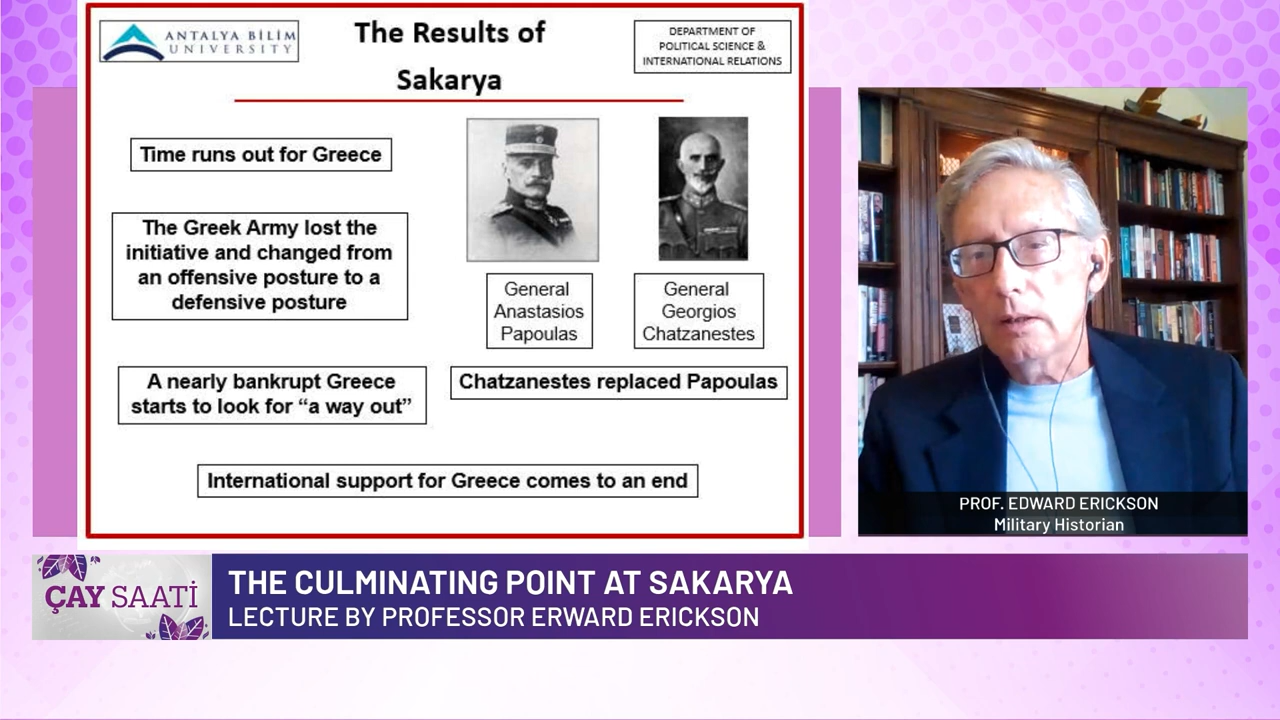 ANTALYA BİLİM
UNIVERSITY
The Results of
Sakarya
DEPARTMENT OF
POLITICAL SCIENCE &
INTERNATIONAL RELATIONS
Time runs out for Greece
The Greek Army lost the
initiative and changed from
an offensive posture to a
defensive posture
General
Anastasios
Papoulas
General
Georgios
Chatzanestes
A nearly bankrupt Greece
starts to look for “a way out”
Chatzanestes replaced Papoulas
International support for Greece comes to an end
PROF. EDWARD ERICKSON
Military Historian
ÇAY SAATİ
THE CULMINATING POINT AT SAKARYA
LECTURE BY PROFESSOR ERWARD ERICKSON